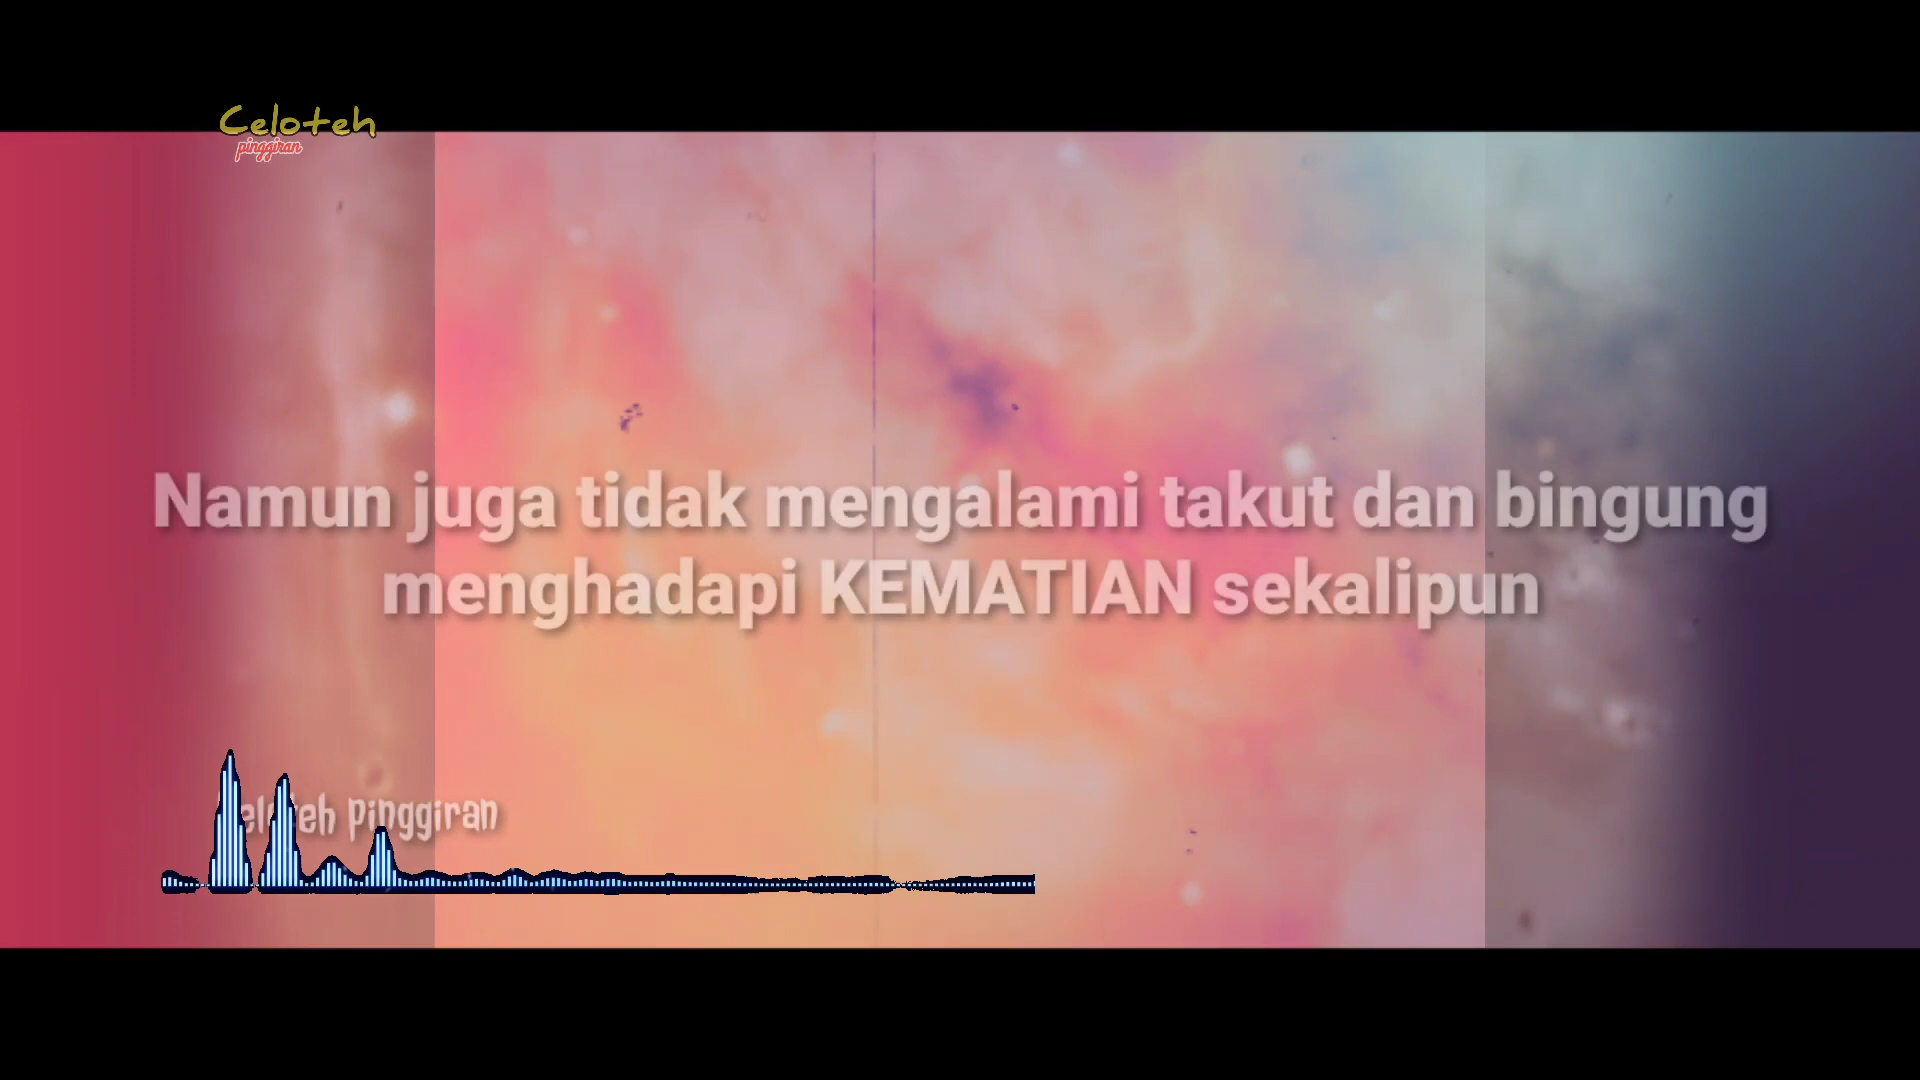 Celoteh
pinggiran
Namun juga tidak mengalami takut dan bingung
menghadapi KEMATIAN sekalipun
pinggiran